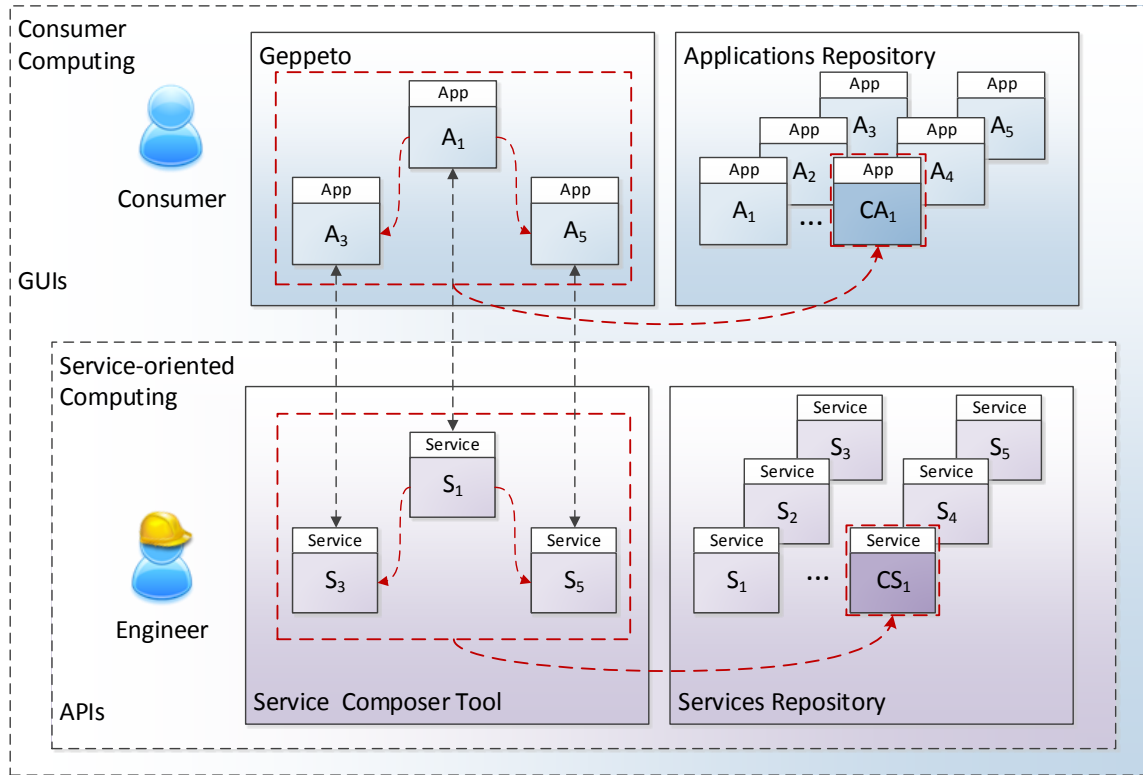 Consumer
Computing
Consumer
GUIs
Geppeto
App
A₁
App
A₃
App
A₅
Applications Repository
App
A₃
App
A₅
App
A₂
App
A₄
App
A₁
...
App
CA₁
Service-oriented
Computing
Engineer
APIs
Service
S₁
Service
S₃
Service
S₅
Service Composer Tool
Service
S₃
Service
S₅
Service
S₂
Service
S₄
Service
S₁
...
Service
CS₁
Services Repository